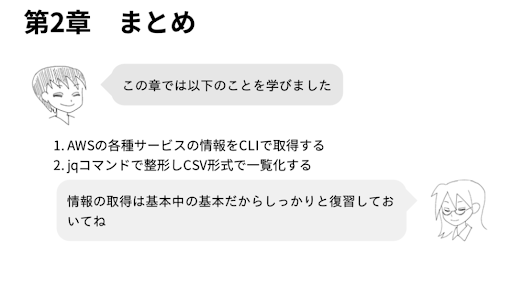 第2章　まとめ
この章では以下のことを学びました
1. AWSの各種サービスの情報をCLIで取得する
2. jqコマンドで整形しCSV形式で一覧化する
情報の取得は基本中の基本だからしっかりと復習してお
いてね